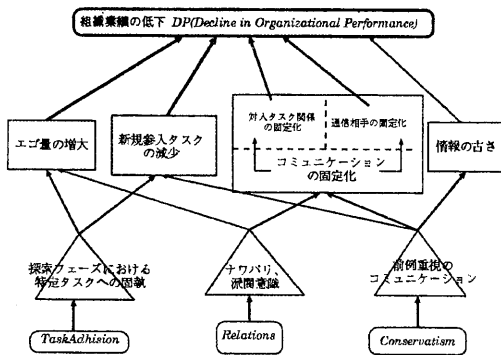 組織業績の低下 DP(Decline in Organizational Performance)
エゴ量の増大
新規参入タスク
の減少
対人タスク関係
の固定化
通信相手の固定化
コミュニケーション
の固定化
情報の古さ
探索フェーズにおける
特定タスクへの固執
ナワバリ、
派閥意識
前例重視の
コミュニケーション
TaskAdhision
Relations
Conservatism